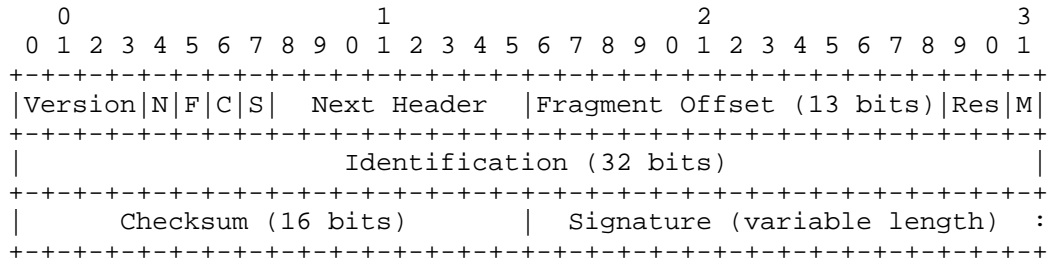 0                   1                   2                   3
 0 1 2 3 4 5 6 7 8 9 0 1 2 3 4 5 6 7 8 9 0 1 2 3 4 5 6 7 8 9 0 1
+-+-+-+-+-+-+-+-+-+-+-+-+-+-+-+-+-+-+-+-+-+-+-+-+-+-+-+-+-+-+-+-+
|Version|N|F|C|S|  Next Header  |Fragment Offset (13 bits)|Res|M|
+-+-+-+-+-+-+-+-+-+-+-+-+-+-+-+-+-+-+-+-+-+-+-+-+-+-+-+-+-+-+-+-+
|                    Identification (32 bits)                   |
+-+-+-+-+-+-+-+-+-+-+-+-+-+-+-+-+-+-+-+-+-+-+-+-+-+-+-+-+-+-+-+-+
|      Checksum (16 bits)       |  Signature (variable length)  :
+-+-+-+-+-+-+-+-+-+-+-+-+-+-+-+-+-+-+-+-+-+-+-+-+-+-+-+-+-+-+-+-+